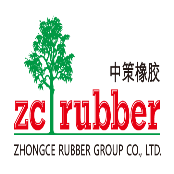 中策橡胶
zc rubber
ZHONGCE RUBBER GROUP CO., LTD.